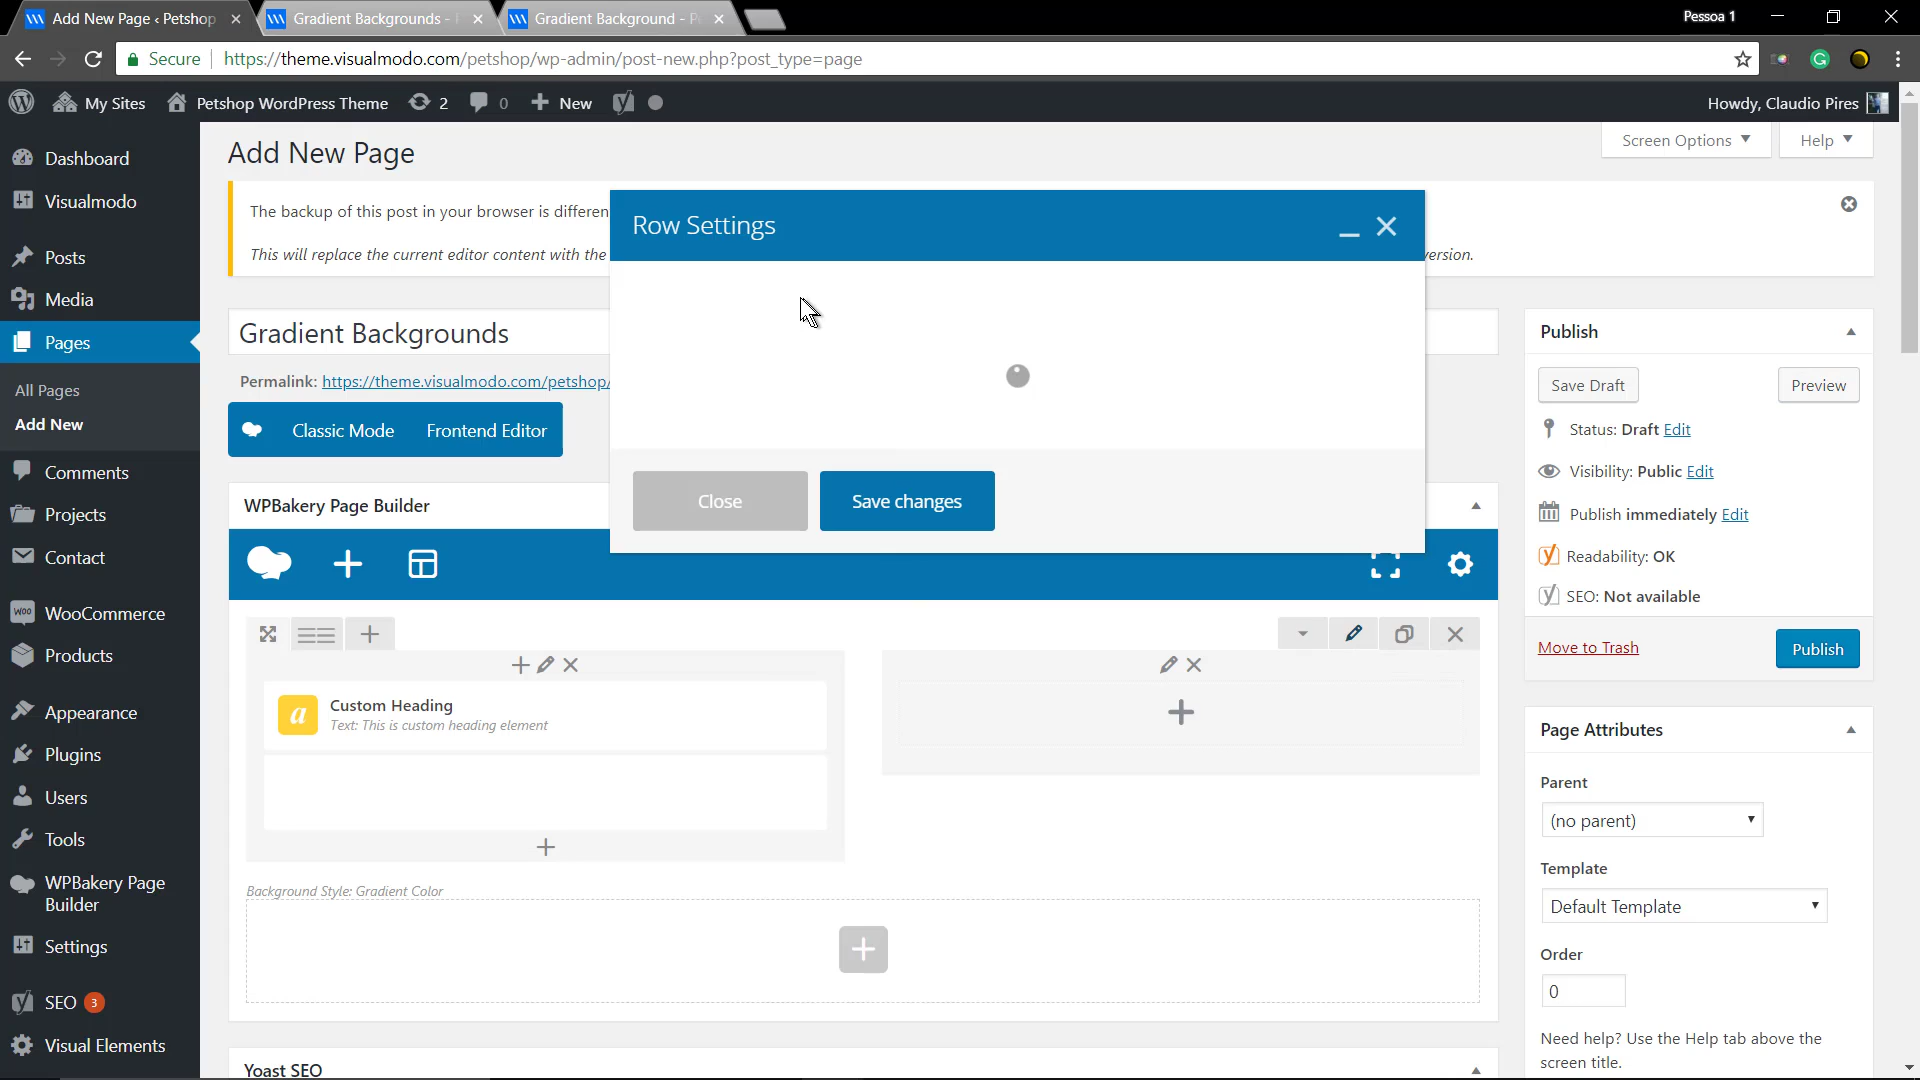 Add New Page ‹ Petshop
Gradient Backgrounds -
Gradient Background -
Pessoa 1
Secure
https://theme.visualmodo.com/petshop/wp-admin/post-new.php?post_type=page
My Sites
Petshop WordPress Theme
2
0
New
Howdy, Claudio Pires
Dashboard
Visualmodo
Posts
Media
Pages
All Pages
Add New
Comments
Projects
Contact
WooCommerce
Products
Appearance
Plugins
Users
Tools
WPBakery Page
Builder
Settings
SEO 3
Visual Elements
Add New Page
Screen Options
Help
The backup of this post in your browser is differen
This will replace the current editor content with the
version.
Row Settings
Close
Save changes
Gradient Backgrounds
Permalink: https://theme.visualmodo.com/petshop/
Classic Mode
Frontend Editor
WPBakery Page Builder
Custom Heading
Text: This is custom heading element
Background Style: Gradient Color
Yoast SEO
Publish
Save Draft
Preview
Status: Draft Edit
Visibility: Public Edit
Publish immediately Edit
Readability: OK
SEO: Not available
Move to Trash
Publish
Page Attributes
Parent
(no parent)
Template
Default Template
Order
0
Need help? Use the Help tab above the
screen title.